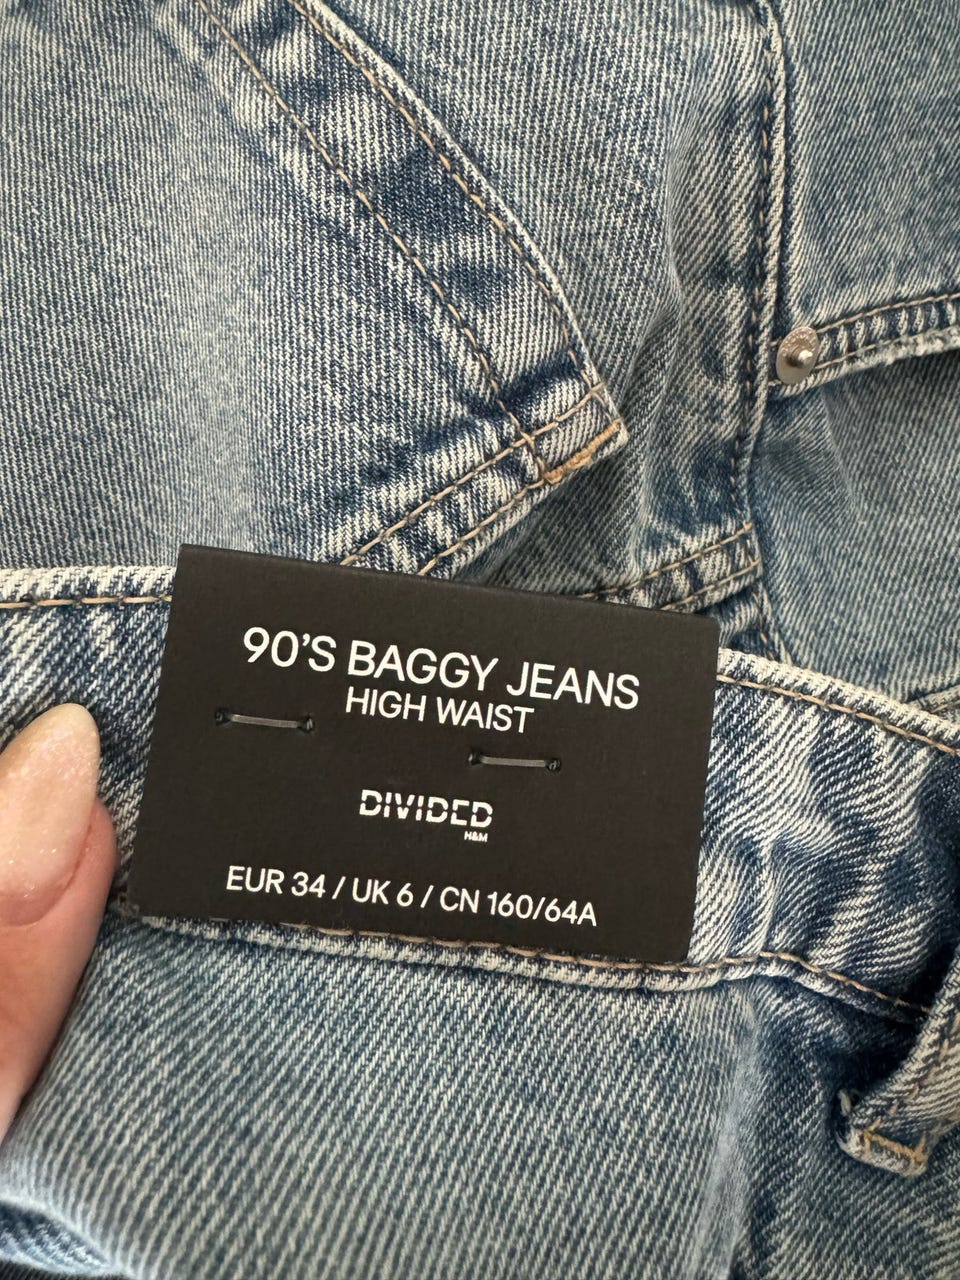 90'S BAGGY JEANS
HIGH WAIST
DIVIDED
H&M
EUR 34 / UK 6 / CN 160/64A